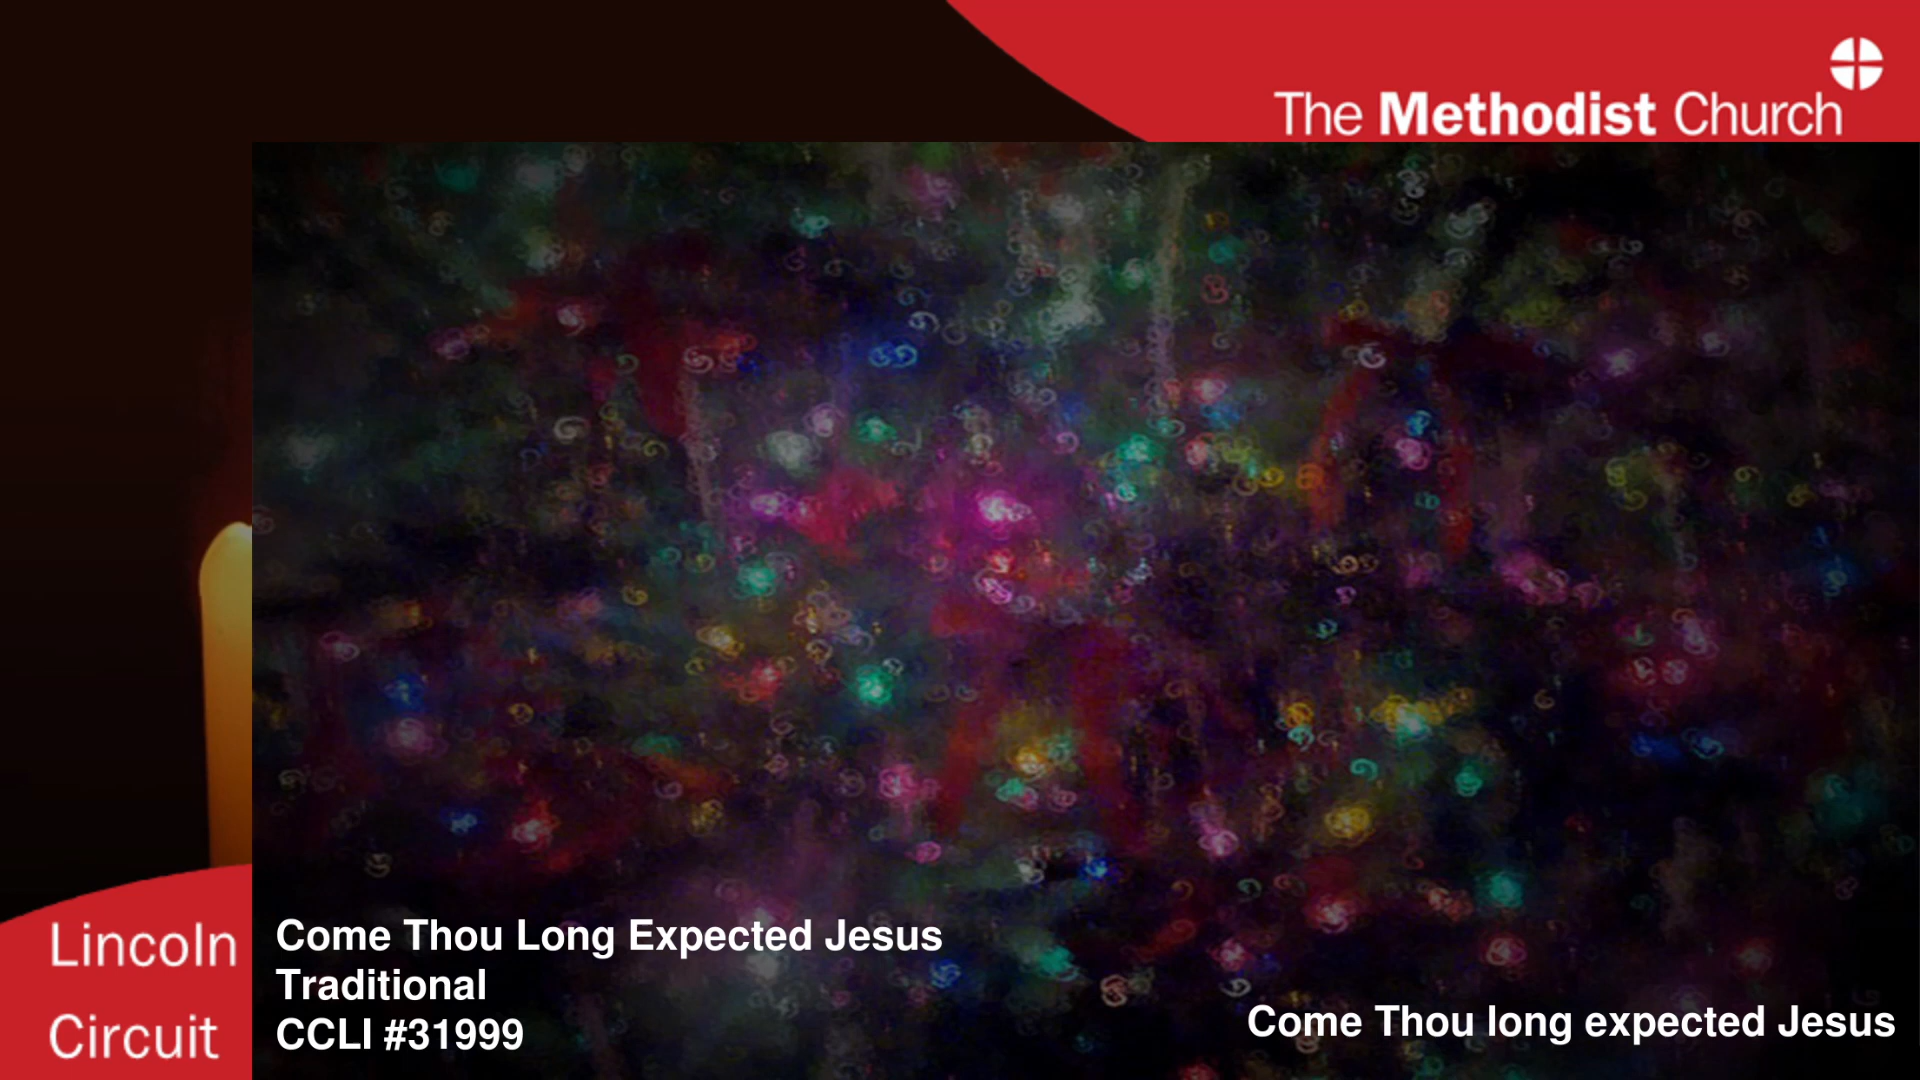 The Methodist Church
Lincoln
Circuit
Come Thou Long Expected Jesus
Traditional
CCLI #31999
Come Thou long expected Jesus